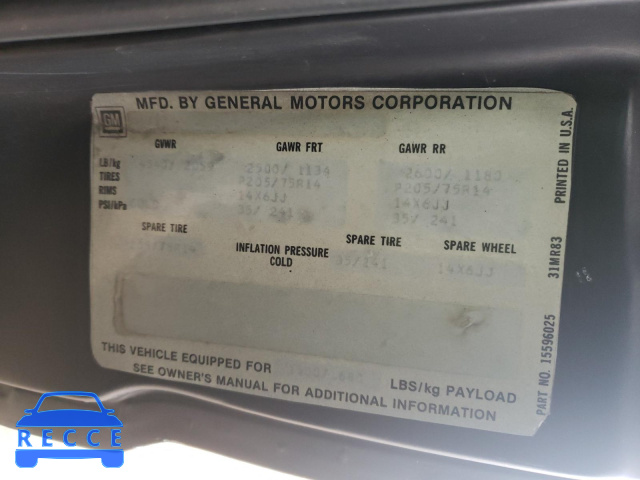 MFD. BY GENERAL MOTORS CORPORATION
GM
GVWR GAWR FRT GAWR RR
LB/kg 2500/ 1134 2600/ 1180
TIRES P205/75R14 P205/75R14
RIMS 14X6JJ 14X6JJ
PSI/kPa 35/ 241 35/ 241
SPARE TIRE INFLATION PRESSURE COLD SPARE TIRE SPARE WHEEL
35/241 14X6JJ
THIS VEHICLE EQUIPPED FOR LBS/kg PAYLOAD
SEE OWNER'S MANUAL FOR ADDITIONAL INFORMATION
PART NO. 15596025 31MR83 PRINTED IN U.S.A.
RECCE